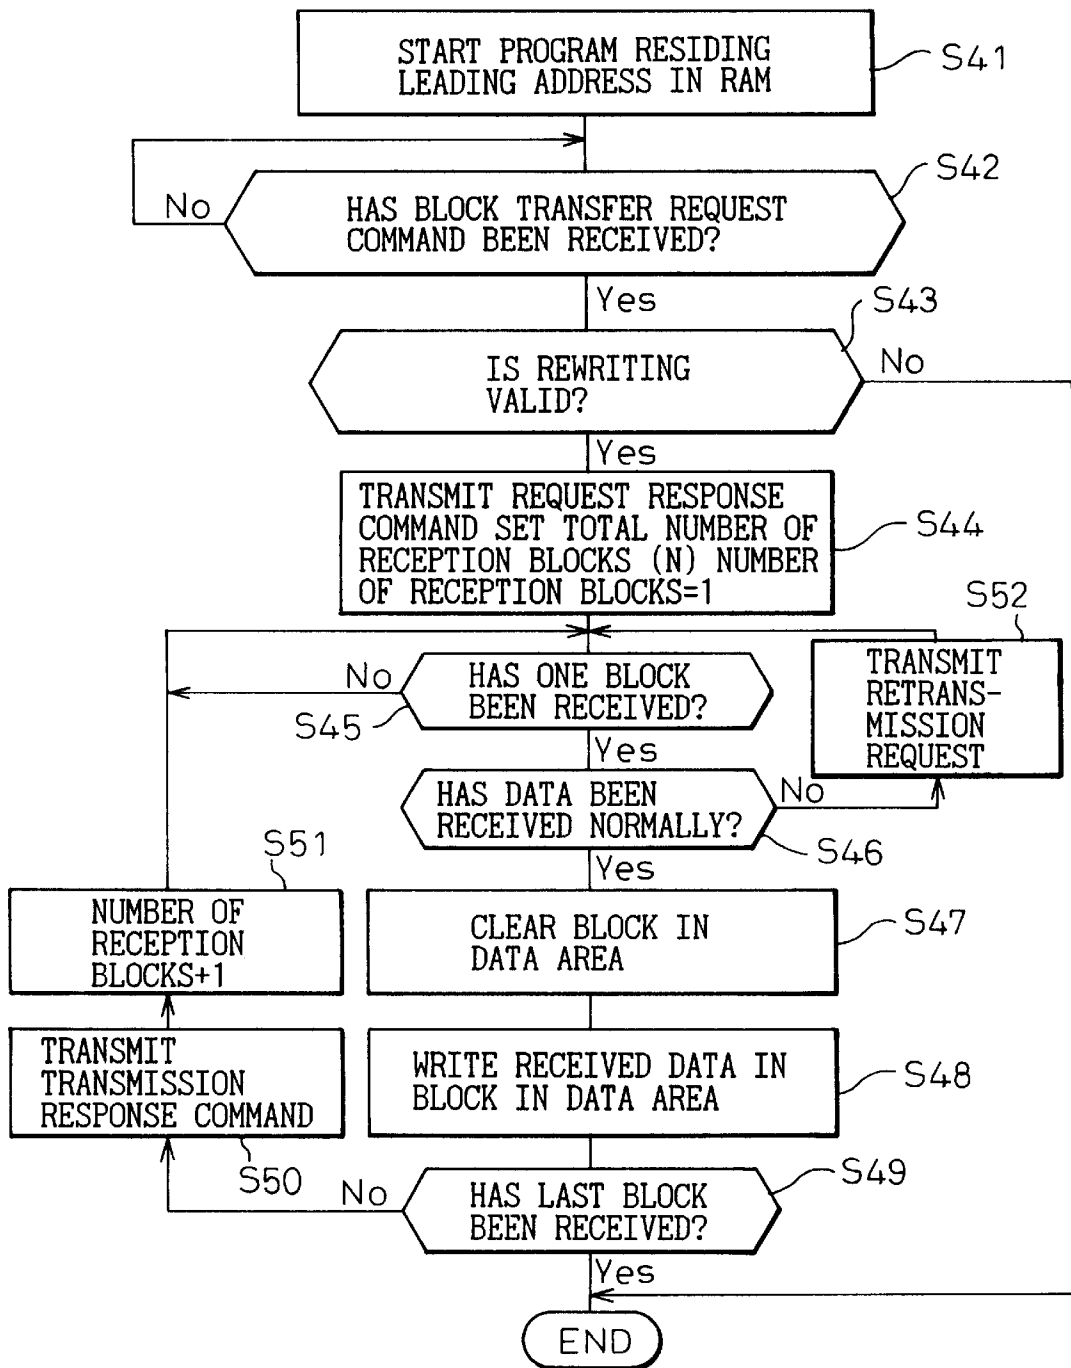 START PROGRAM RESIDING
LEADING ADDRESS IN RAM
S41
S42
No
HAS BLOCK TRANSFER REQUEST
COMMAND BEEN RECEIVED?
Yes
S43
IS REWRITING
VALID?
No
Yes
TRANSMIT REQUEST RESPONSE
COMMAND SET TOTAL NUMBER OF
RECEPTION BLOCKS (N) NUMBER
OF RECEPTION BLOCKS=1
S44
S52
TRANSMIT
RETRANS-
MISSION
REQUEST
No
HAS ONE BLOCK
BEEN RECEIVED?
S45
Yes
HAS DATA BEEN
RECEIVED NORMALLY?
No
S46
Yes
S51
NUMBER OF
RECEPTION
BLOCKS+1
CLEAR BLOCK IN
DATA AREA
S47
TRANSMIT
TRANSMISSION
RESPONSE COMMAND
S50
WRITE RECEIVED DATA IN
BLOCK IN DATA AREA
S48
No
HAS LAST BLOCK
BEEN RECEIVED?
S49
Yes
END